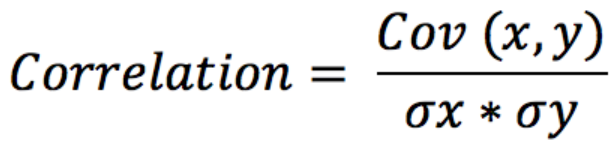 Cov (x, y)
Correlation =
σx * σy